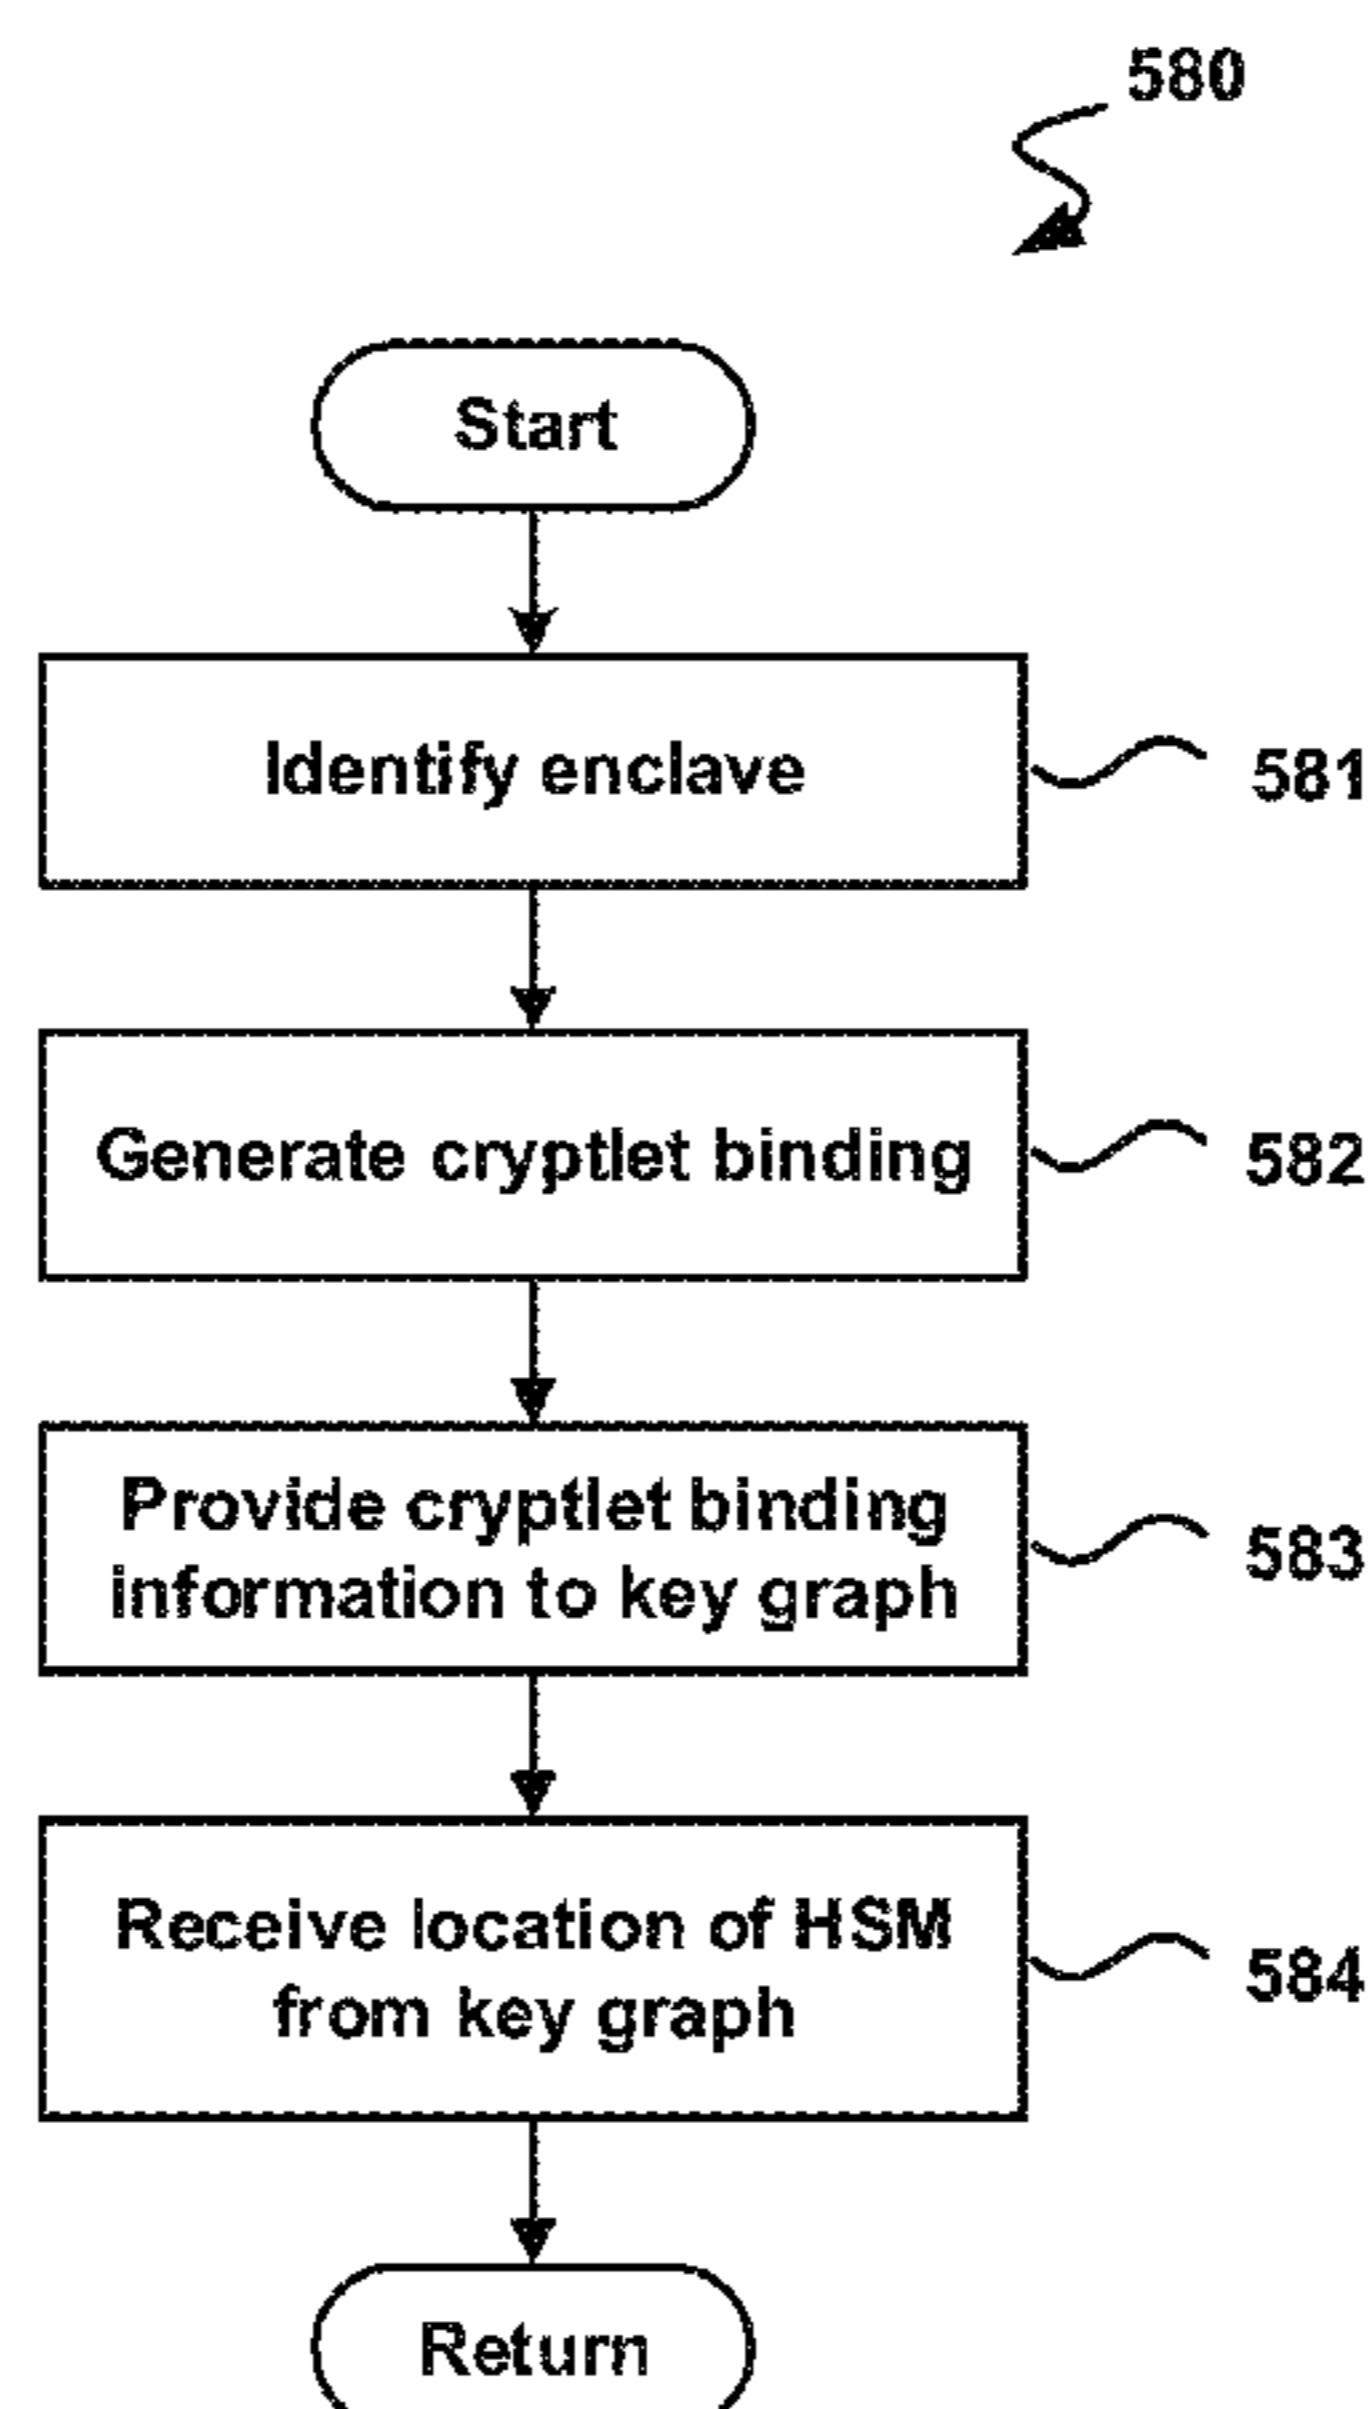 580
Start
Identify enclave
581
Generate cryptlet binding
582
Provide cryptlet binding
information to key graph
583
Receive location of HSM
from key graph
584
Return